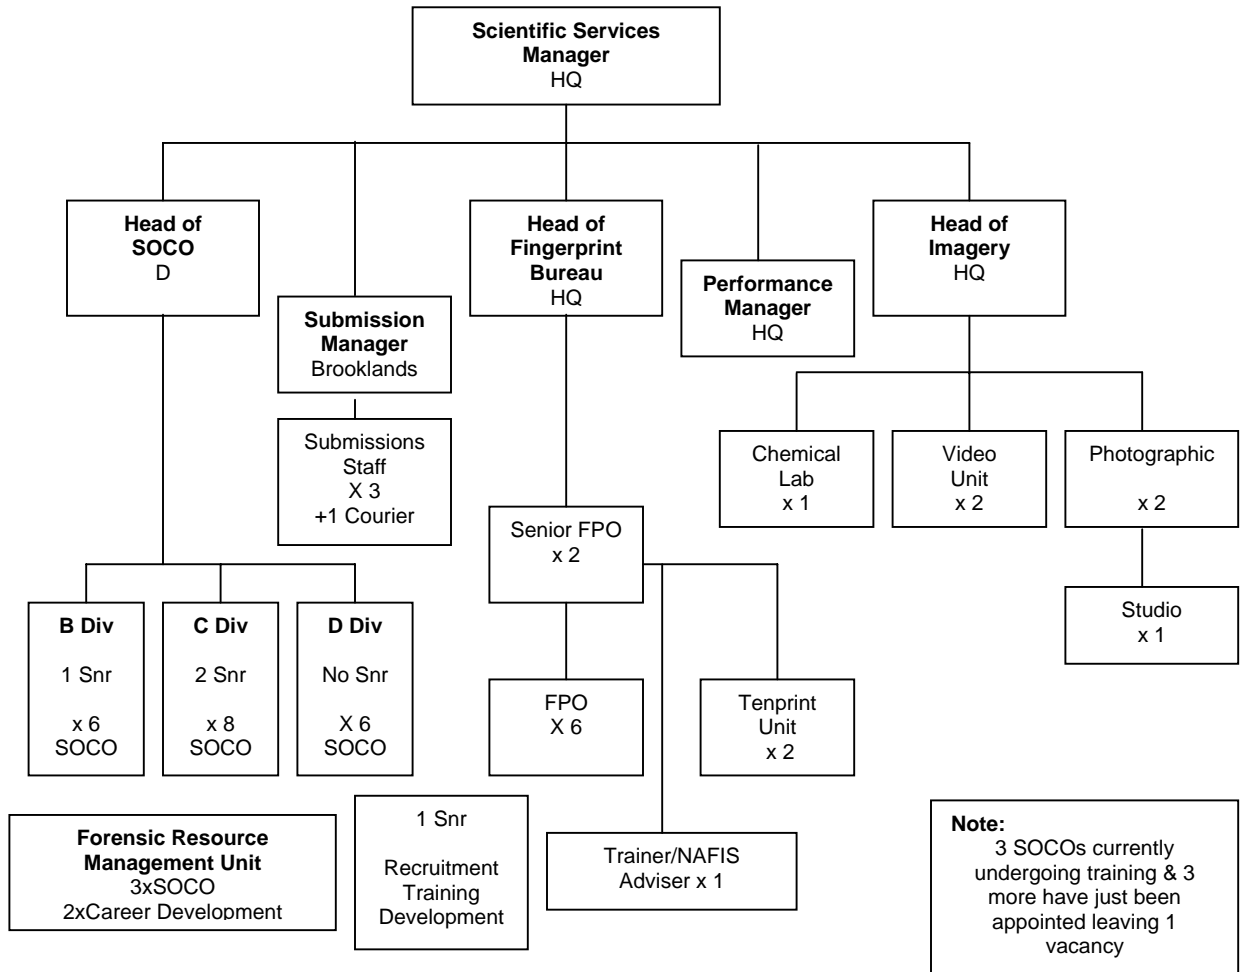 Scientific Services
Manager
HQ
Head of
SOCO
D
Submission
Manager
Brooklands
Head of
Fingerprint
Bureau
HQ
Performance
Manager
HQ
Head of
Imagery
HQ
Submissions
Staff
X 3
+1 Courier
Chemical
Lab
x 1
Video
Unit
x 2
Photographic
x 2
Senior FPO
x 2
Studio
x 1
B Div
1 Snr
x 6
SOCO
C Div
2 Snr
x 8
SOCO
D Div
No Snr
X 6
SOCO
FPO
X 6
Tenprint
Unit
x 2
Forensic Resource
Management Unit
3xSOCO
2xCareer Development
1 Snr
Recruitment
Training
Development
Trainer/NAFIS
Adviser x 1
Note:
3 SOCOs currently
undergoing training & 3
more have just been
appointed leaving 1
vacancy